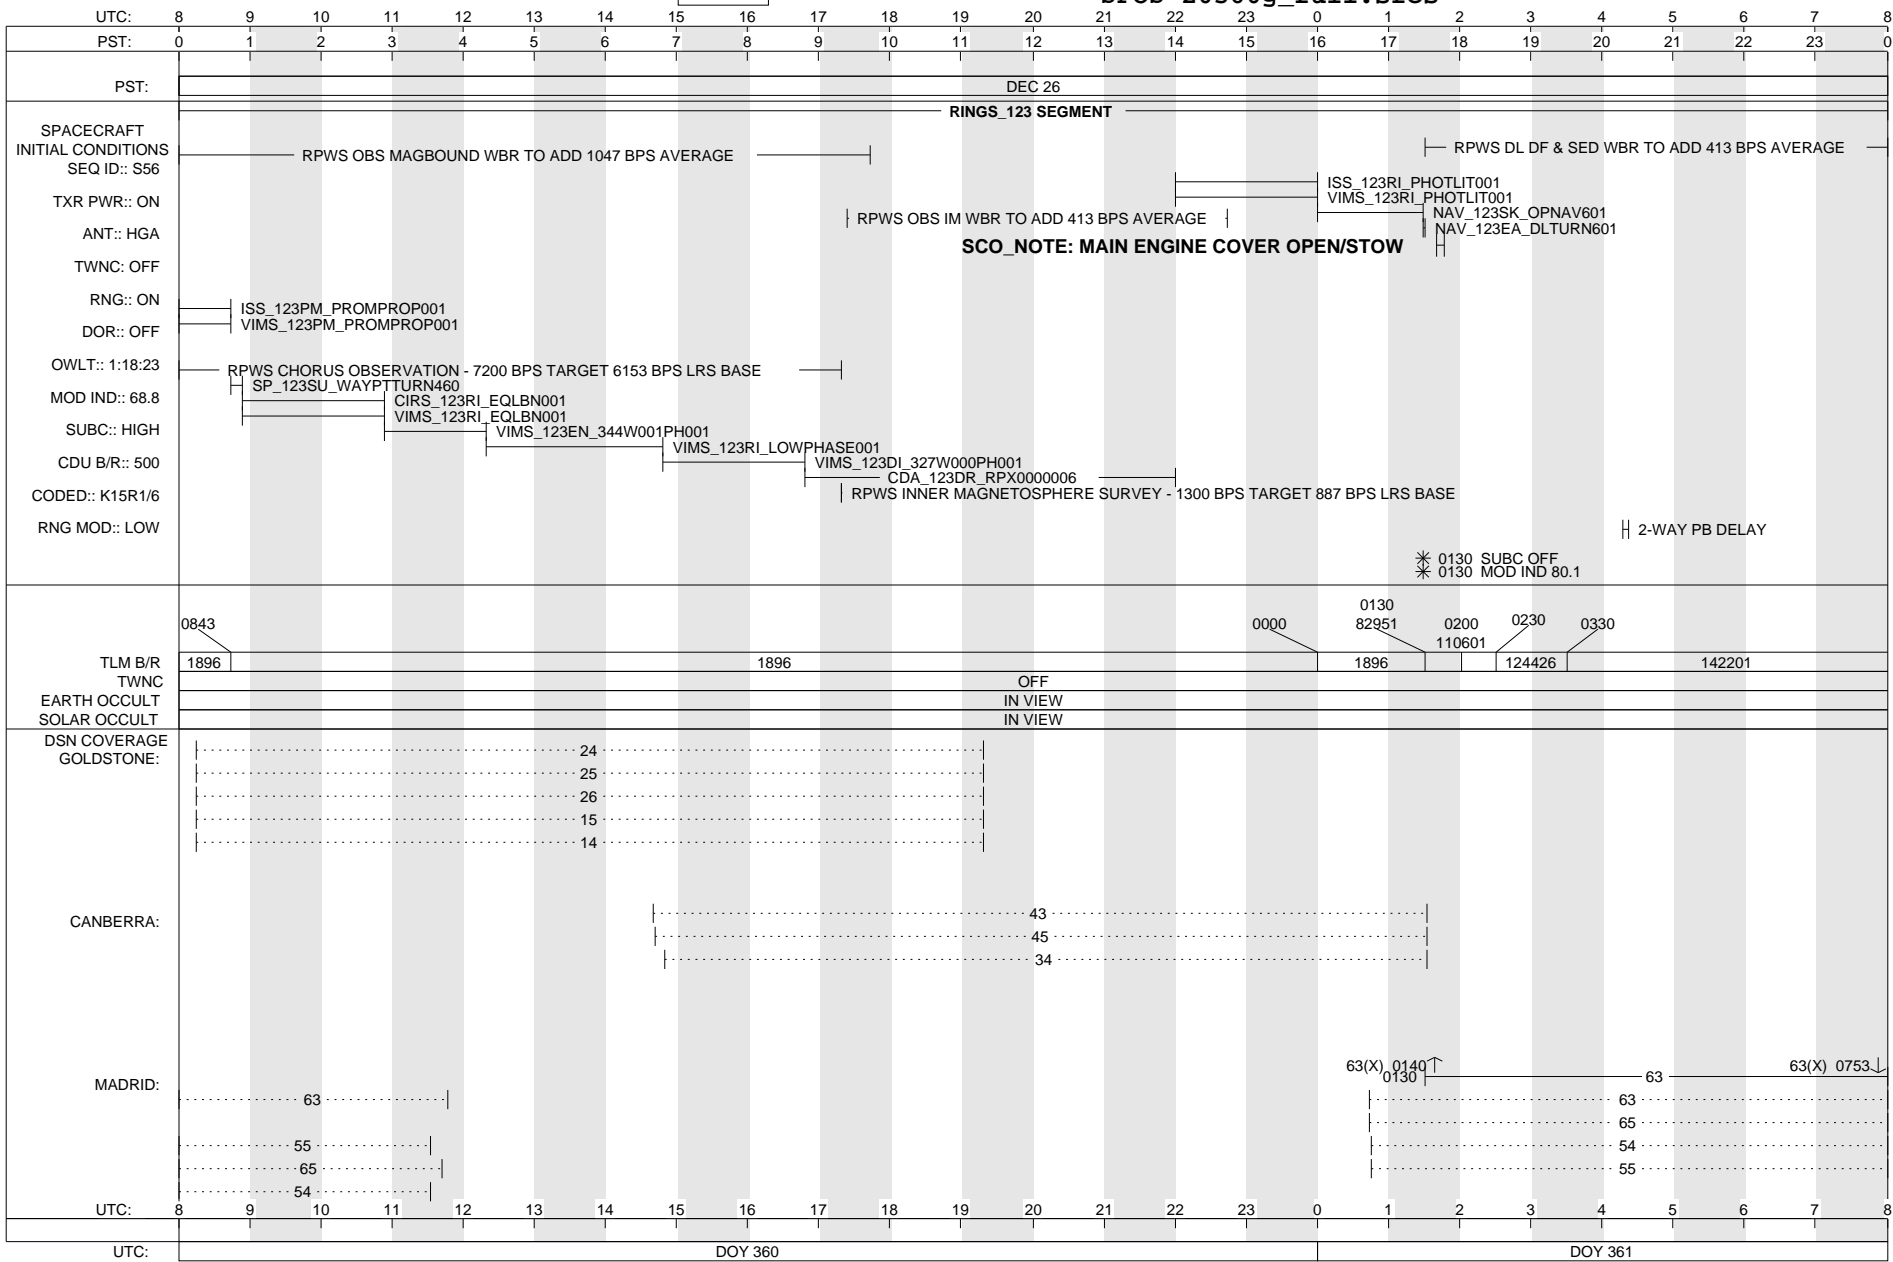 UTC: 8 9 10 11 12 13 14 15 16 17 18 19 20 21 22 23 0 1 2 3 4 5 6 7 8
PST: 0 1 2 3 4 5 6 7 8 9 10 11 12 13 14 15 16 17 18 19 20 21 22 23 0
PST: DEC 26
RINGS_123 SEGMENT
SPACECRAFT
INITIAL CONDITIONS
SEQ ID:: S56
TXR PWR:: ON
ANT:: HGA
TWNC: OFF
RNG:: ON
DOR:: OFF
OWLT:: 1:18:23
MOD IND:: 68.8
SUBC:: HIGH
CDU B/R:: 500
CODED:: K15R1/6
RNG MOD:: LOW
RPWS OBS MAGBOUND WBR TO ADD 1047 BPS AVERAGE
RPWS DL DF & SED WBR TO ADD 413 BPS AVERAGE
ISS_123RI_PHOTLIT001
VIMS_123RI_PHOTLIT001
NAV_123SK_OPNAV601
RPWS OBS IM WBR TO ADD 413 BPS AVERAGE
NAV_123EA_DLTURN601
SCO_NOTE: MAIN ENGINE COVER OPEN/STOW
ISS_123PM_PROMPROP001
VIMS_123PM_PROMPROP001
RPWS CHORUS OBSERVATION - 7200 BPS TARGET 6153 BPS LRS BASE
SP_123SU_WAYPTTURN460
CIRS_123RI_EQLBN001
VIMS_123RI_EQLBN001
VIMS_123EN_344W001PH001
VIMS_123RI_LOWPHASE001
VIMS_123DI_327W000PH001
CDA_123DR_RPX0000006
RPWS INNER MAGNETOSPHERE SURVEY - 1300 BPS TARGET 887 BPS LRS BASE
2-WAY PB DELAY
0130 SUBC OFF
0130 MOD IND 80.1
0130
0843 0000 82951 0200 0230 0330
110601
TLM B/R 1896 1896 1896 124426 142201
TWNC OFF
EARTH OCCULT IN VIEW
SOLAR OCCULT IN VIEW
DSN COVERAGE
GOLDSTONE:
24
25
26
15
14
CANBERRA:
43
45
34
MADRID:
63(X) 0140 63(X) 0753
0130 63
63 63
65
55 54
65 55
54
UTC: 8 9 10 11 12 13 14 15 16 17 18 19 20 21 22 23 0 1 2 3 4 5 6 7 8
UTC: DOY 360 DOY 361